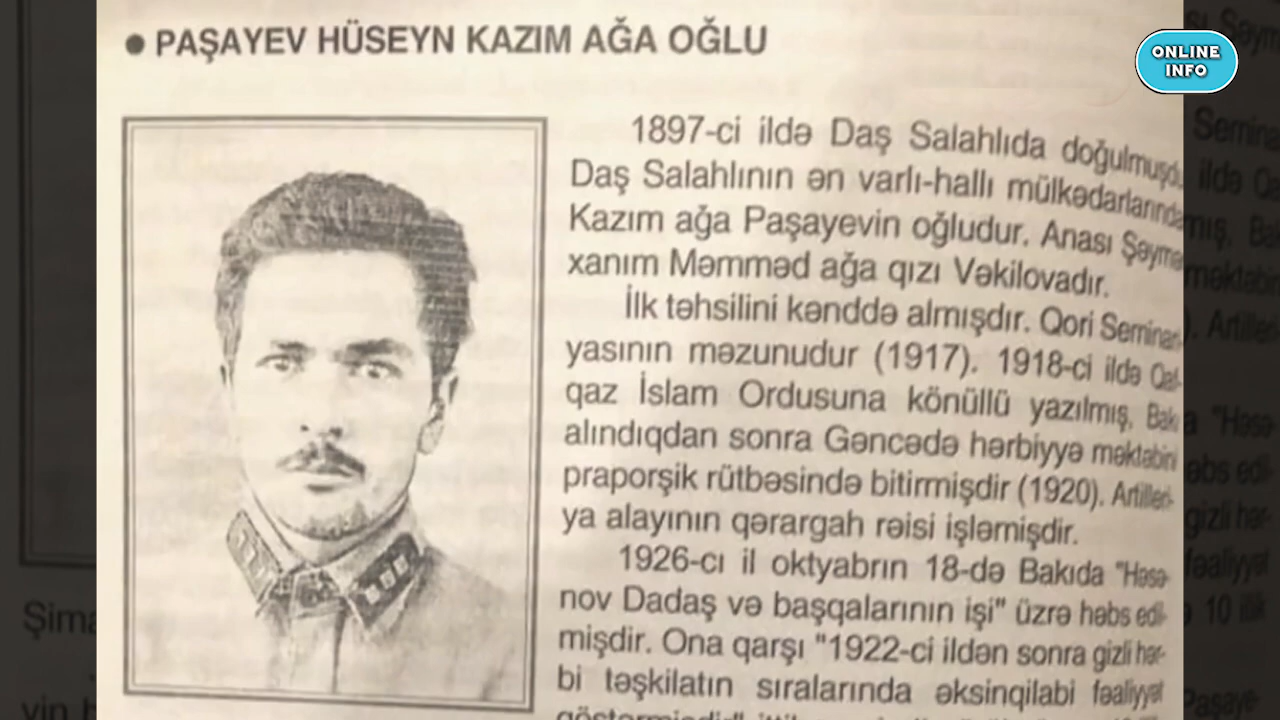 ● PAŞAYEV HÜSEYN KAZIM AĞA OĞLU
ONLINE
INFO
1897-ci ildə Daş Salahlıda doğulmuşdu
Daş Salahlının ən varlı-hallı mülkədarlarında
Kazım ağa Paşayevin oğludur. Anası Şəymə
xanım Məmməd ağa qızı Vəkilovadır.
İlk təhsilini kənddə almışdır. Qori Seminari-
yasının məzunudur (1917). 1918-ci ildə Qaf-
qaz İslam Ordusuna könüllü yazılmış, Bakı
alındıqdan sonra Gəncədə hərbiyyə məktəbini
praporşik rütbəsində bitirmişdir (1920). Artilleri-
ya alayının qərargah rəisi işləmişdir.
1926-cı il oktyabrın 18-də Bakıda "Həsə-
nov Dadaş və başqalarının işi" üzrə həbs edil-
mişdir. Ona qarşı "1922-ci ildən sonra gizli hər-
bi təşkilatın sıralarında əksinqilabi fəaliyyət